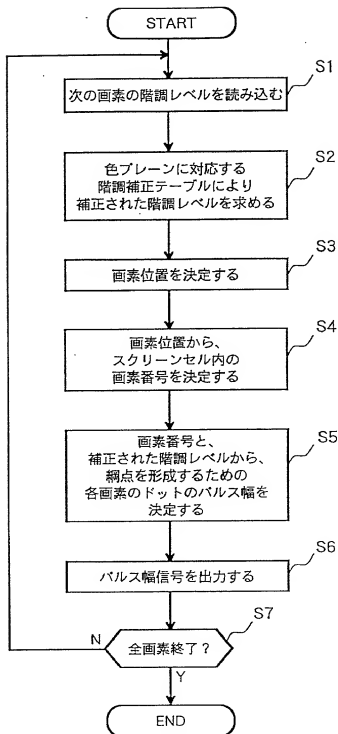 START
S1
次の画素の階調レベルを読み込む
S2
色プレーンに対応する
階調補正テーブルにより
補正された階調レベルを求める
S3
画素位置を決定する
S4
画素位置から、
スクリーンセル内の
画素番号を決定する
S5
画素番号と、
補正された階調レベルから、
網点を形成するための
各画素のドットのパルス幅を
決定する
S6
パルス幅信号を出力する
S7
N
全画素終了?
Y
END